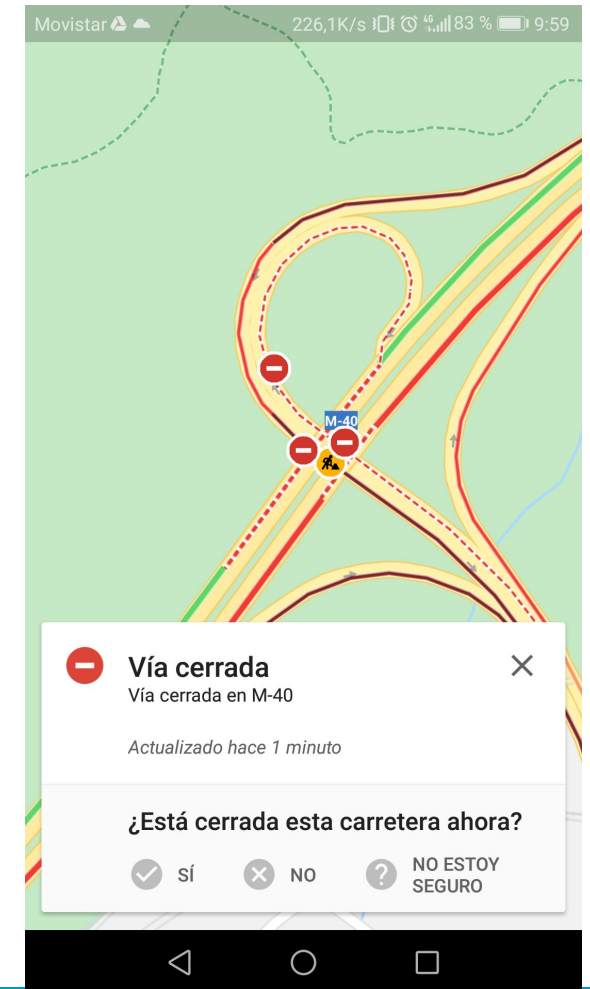 Movistar 226,1K/s 4G 83 % 9:59
M-40
Vía cerrada
Vía cerrada en M-40
Actualizado hace 1 minuto
¿Está cerrada esta carretera ahora?
SÍ NO NO ESTOY
SEGURO